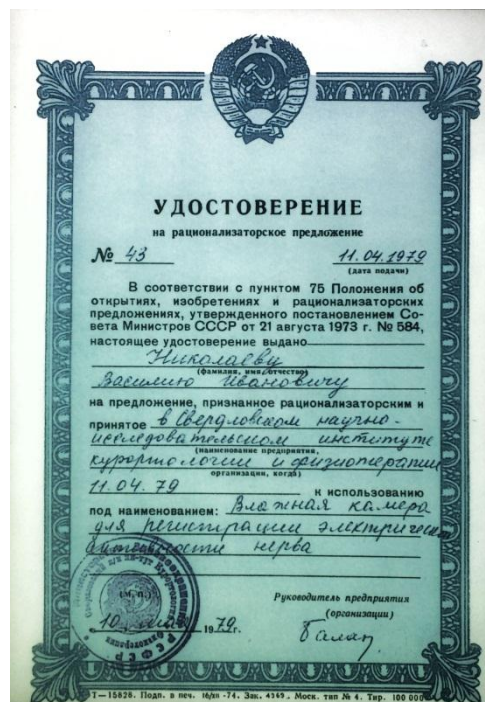 УДОСТОВЕРЕНИЕ
на рационализаторское предложение
№ 43 11.04.1979
(дата подачи)
В соответствии с пунктом 75 Положения об
открытиях, изобретениях и рационализаторских
предложениях, утвержденного постановлением Со-
вета Министров СССР от 21 августа 1973 г. № 584,
настоящее удостоверение выдано
Николаеву
(фамилия, имя, отчество)
Василию Ивановичу
на предложение, признанное рационализаторским и
принятое в Свердловском научно-
исследовательском институте
(наименование предприятия,
курортологии и физиотерапии
организации, когда)
11.04.79 к использованию
под наименованием: Влажная камера
для регистрации электрической
активности нерва
(М. П.)
Руководитель предприятия
(организации)
10 1979 г.
РСФСР
Т—15828. Подп. в печ. -74. Зак. 4269. Моск. тип № 4. Тир. 100 000